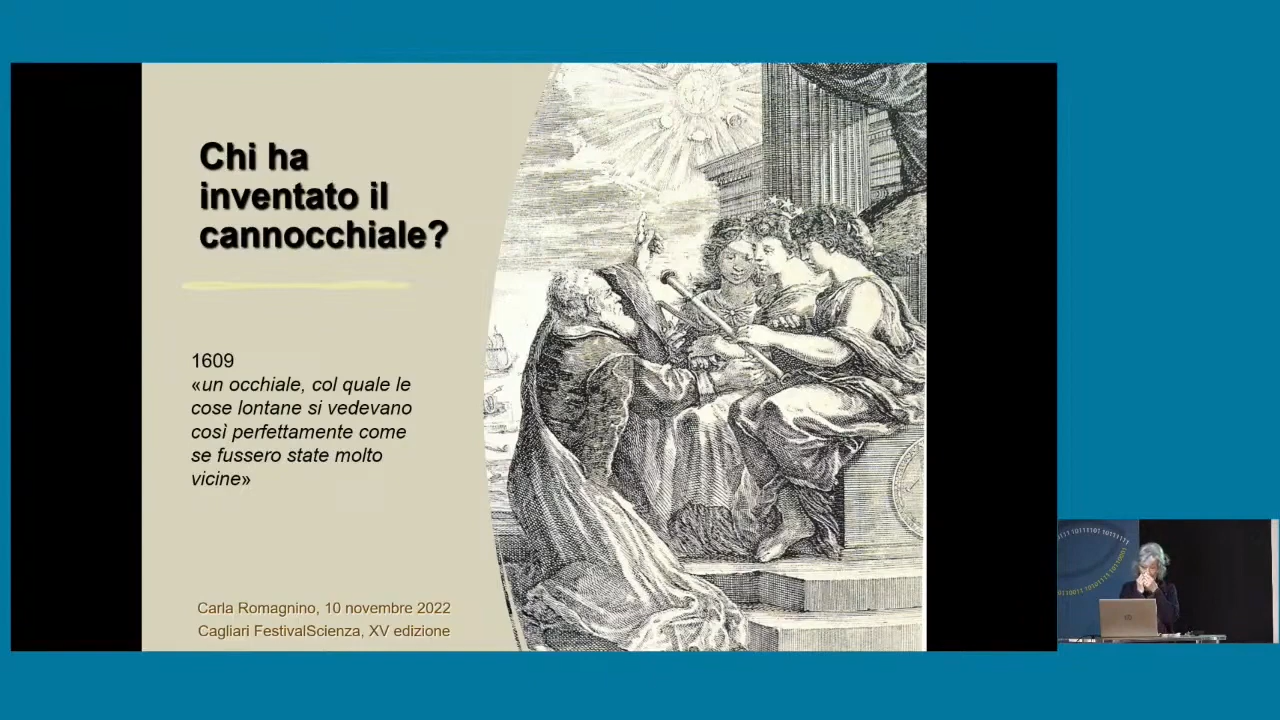 Chi ha
inventato il
cannocchiale?
1609
«un occhiale, col quale le
cose lontane si vedevano
così perfettamente come
se fussero state molto
vicine»
Carla Romagnino, 10 novembre 2022
Cagliari FestivalScienza, XV edizione